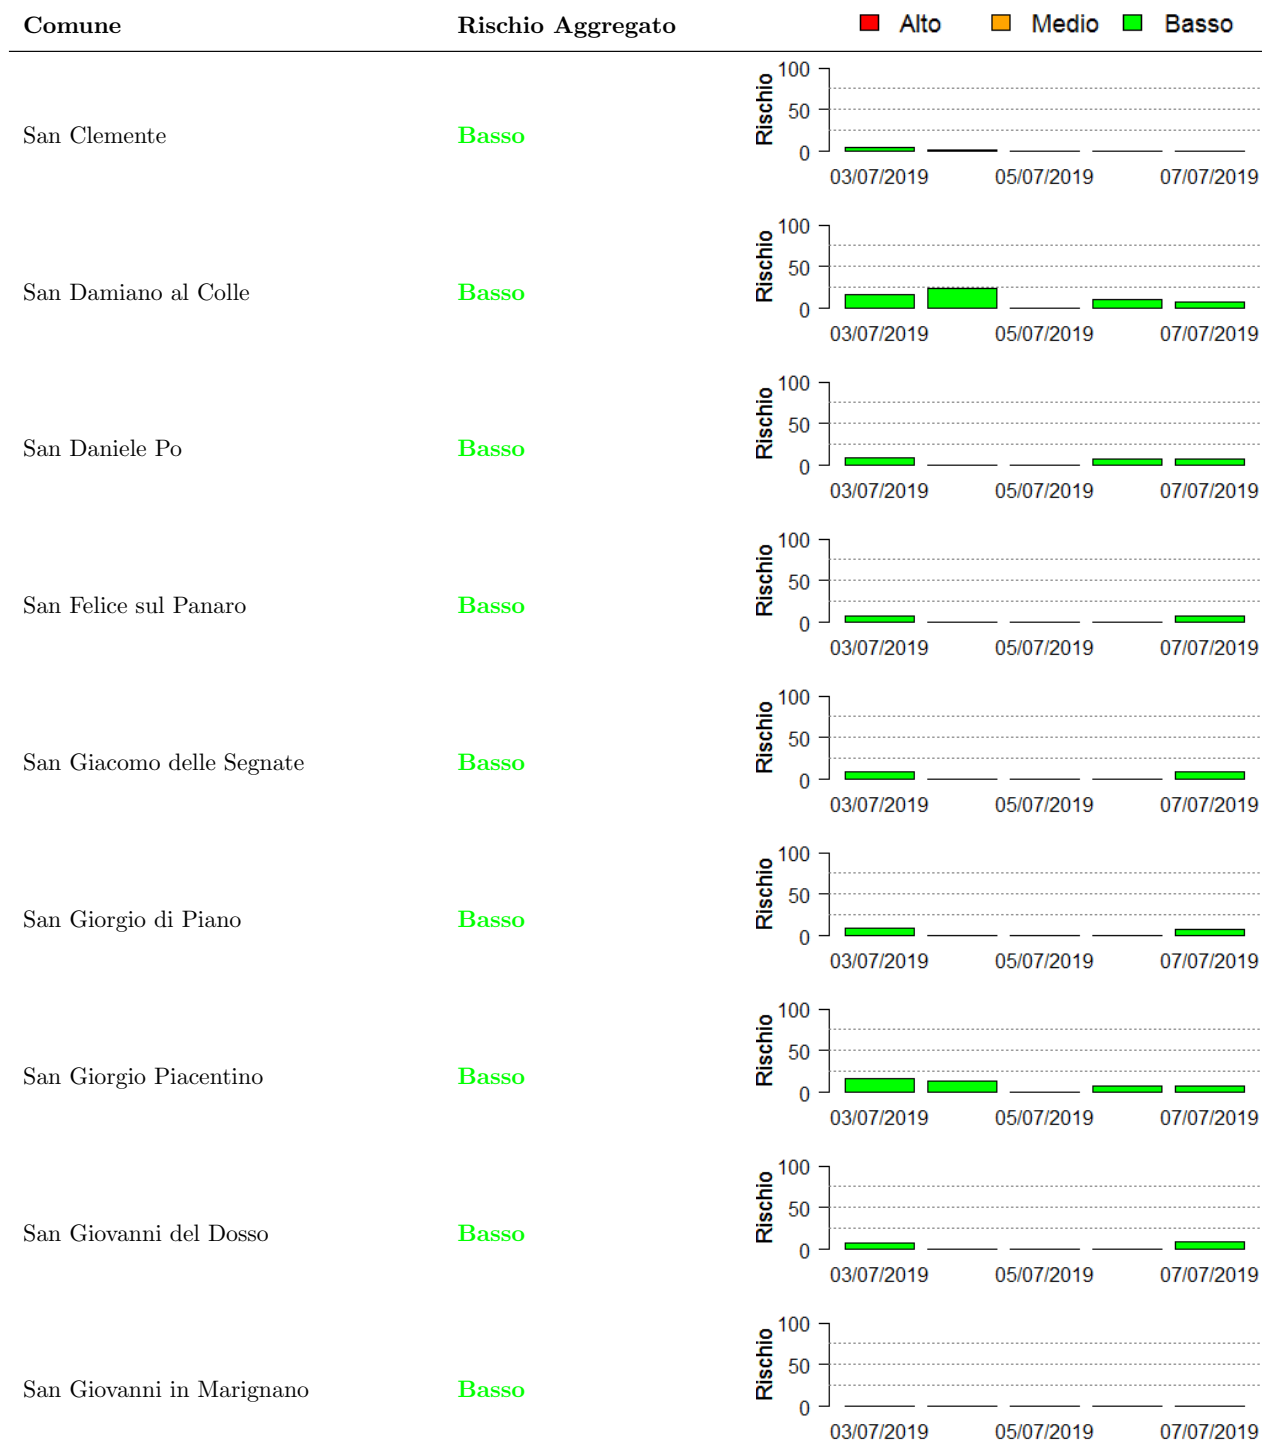 Comune Rischio Aggregato Alto Medio Basso
San Clemente Basso
Rischio
100
50
0
03/07/2019 05/07/2019 07/07/2019
San Damiano al Colle Basso
Rischio
100
50
0
03/07/2019 05/07/2019 07/07/2019
San Daniele Po Basso
Rischio
100
50
0
03/07/2019 05/07/2019 07/07/2019
San Felice sul Panaro Basso
Rischio
100
50
0
03/07/2019 05/07/2019 07/07/2019
San Giacomo delle Segnate Basso
Rischio
100
50
0
03/07/2019 05/07/2019 07/07/2019
San Giorgio di Piano Basso
Rischio
100
50
0
03/07/2019 05/07/2019 07/07/2019
San Giorgio Piacentino Basso
Rischio
100
50
0
03/07/2019 05/07/2019 07/07/2019
San Giovanni del Dosso Basso
Rischio
100
50
0
03/07/2019 05/07/2019 07/07/2019
San Giovanni in Marignano Basso
Rischio
100
50
0
03/07/2019 05/07/2019 07/07/2019